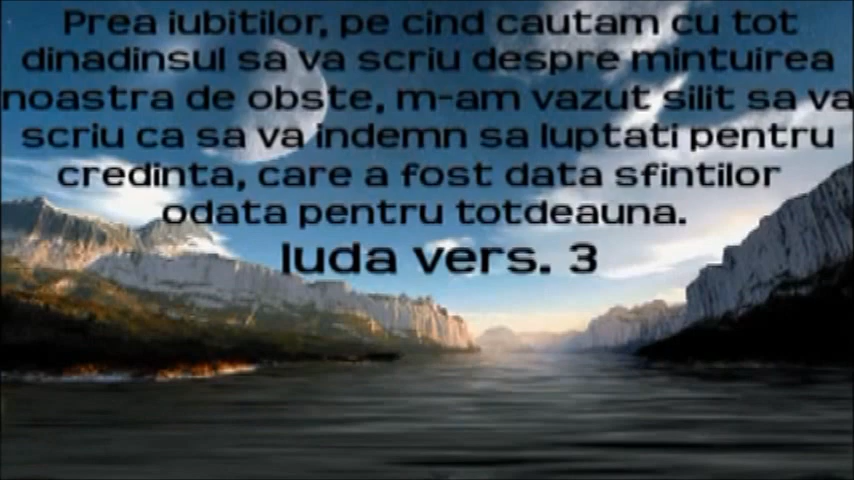 Prea iubitilor, pe cind cautam cu tot
dinadinsul sa va scriu despre mintuirea
noastra de obste, m-am vazut silit sa va
scriu ca sa va indemn sa luptati pentru
credinta, care a fost data sfintilor
odata pentru totdeauna.
Iuda vers. 3